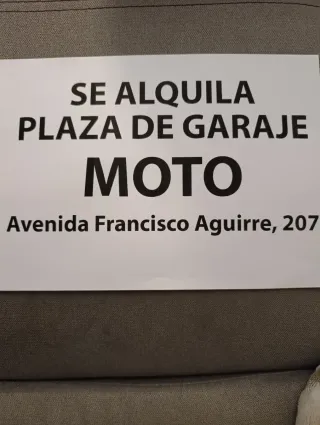 SE ALQUILA
PLAZA DE GARAJE
MOTO
Avenida Francisco Aguirre, 207